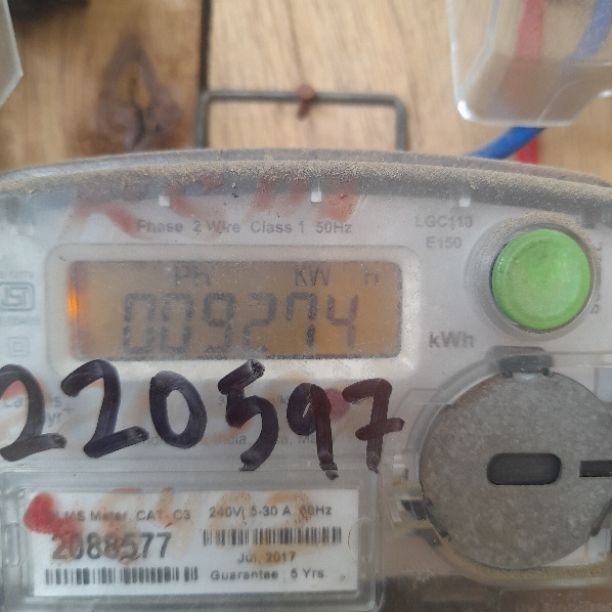 Phase 2 Wire Class 1 50Hz
LGC110
E150
Ph KW H
009274
kWh
220597
LMS Meter, CAT. C3 240V, 5-30 A, 50Hz
2088577
Jul, 2017
Guarantee : 5 Yrs